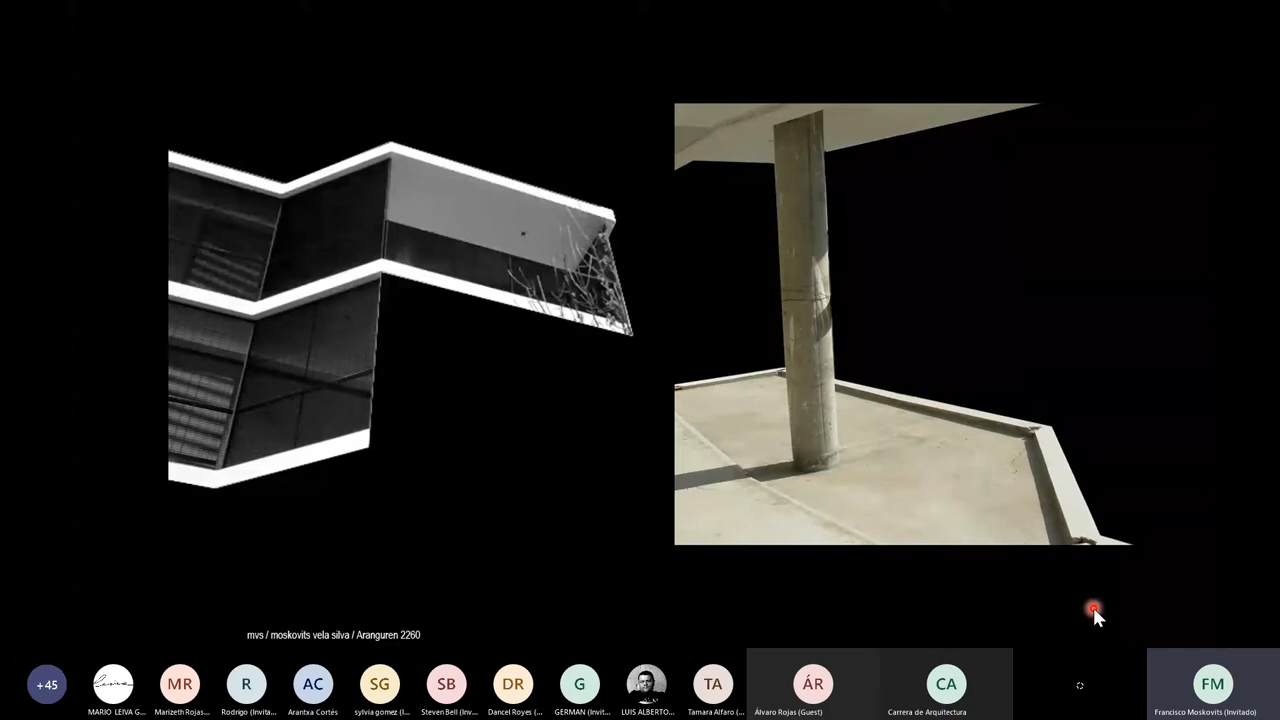 mvs / moskovits vela silva / Aranguren 2260
+45
MARIO LEIVA G...
MR
Marizeth Rojas...
R
Rodrigo (Invita...
AC
Arantxa Cortés
SG
sylvia gomez (I...
SB
Steven Bell (Inv...
DR
Dancel Royes (...
G
GERMAN (Invit...
LUIS ALBERTO...
TA
Tamara Alfaro (...
ÁR
Álvaro Rojas (Guest)
CA
Carrera de Arquitectura
FM
Francisco Moskovits (Invitado)